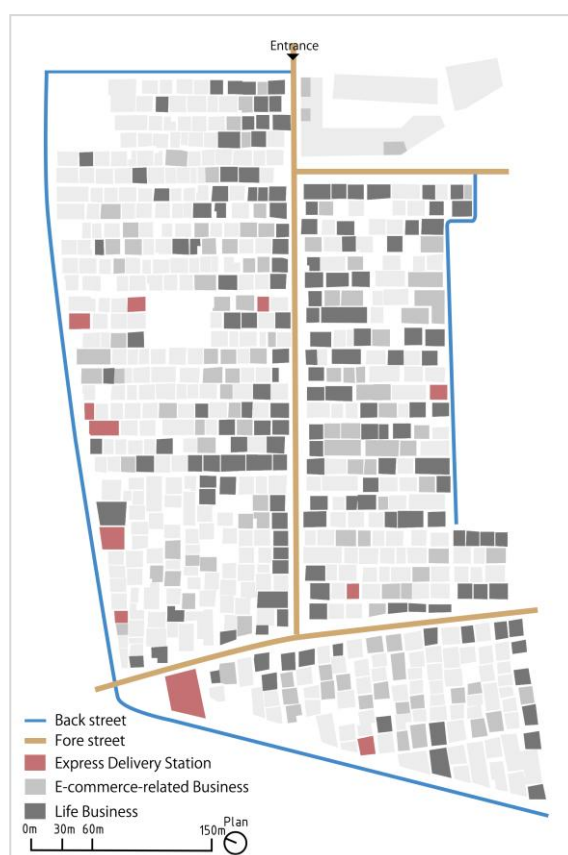 Entrance
Back street
Fore street
Express Delivery Station
E-commerce-related Business
Life Business
0m 30m 60m 150m
Plan